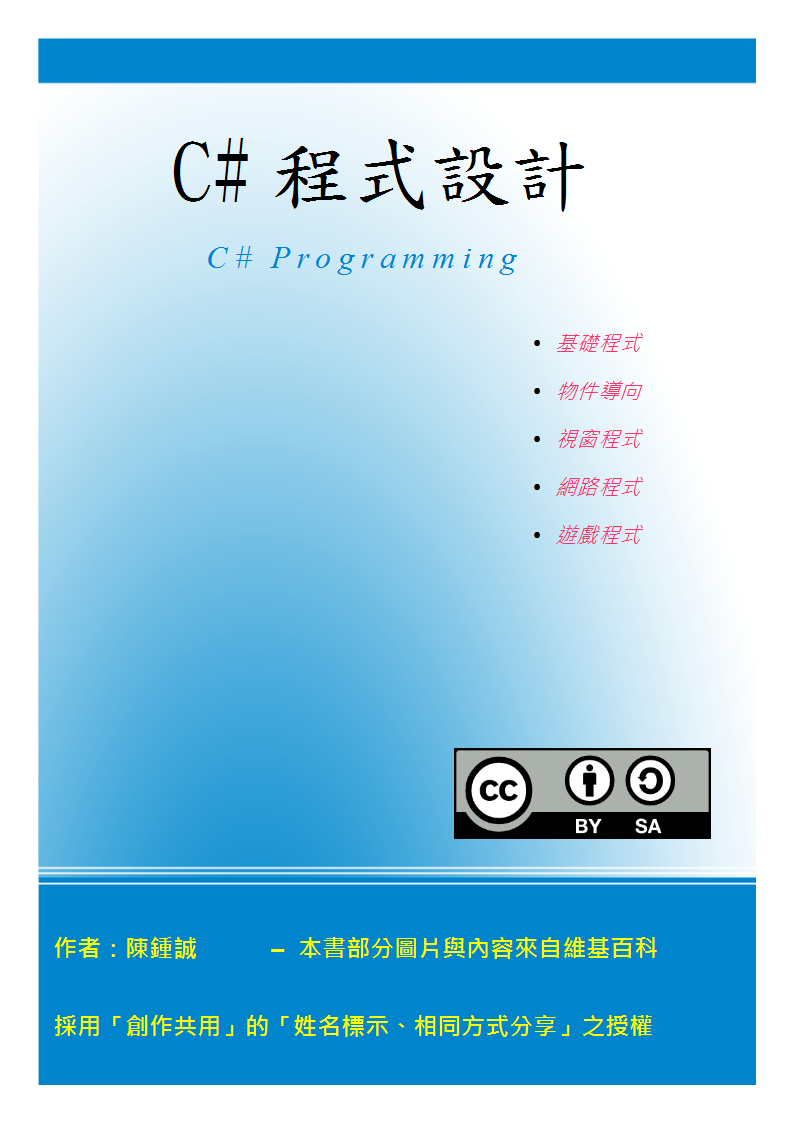 C# 程式設計
C# Programming
• 基礎程式
• 物件導向
• 視窗程式
• 網路程式
• 遊戲程式
CC
BY SA
作者：陳鍾誠 – 本書部分圖片與內容來自維基百科
採用「創作共用」的「姓名標示、相同方式分享」之授權